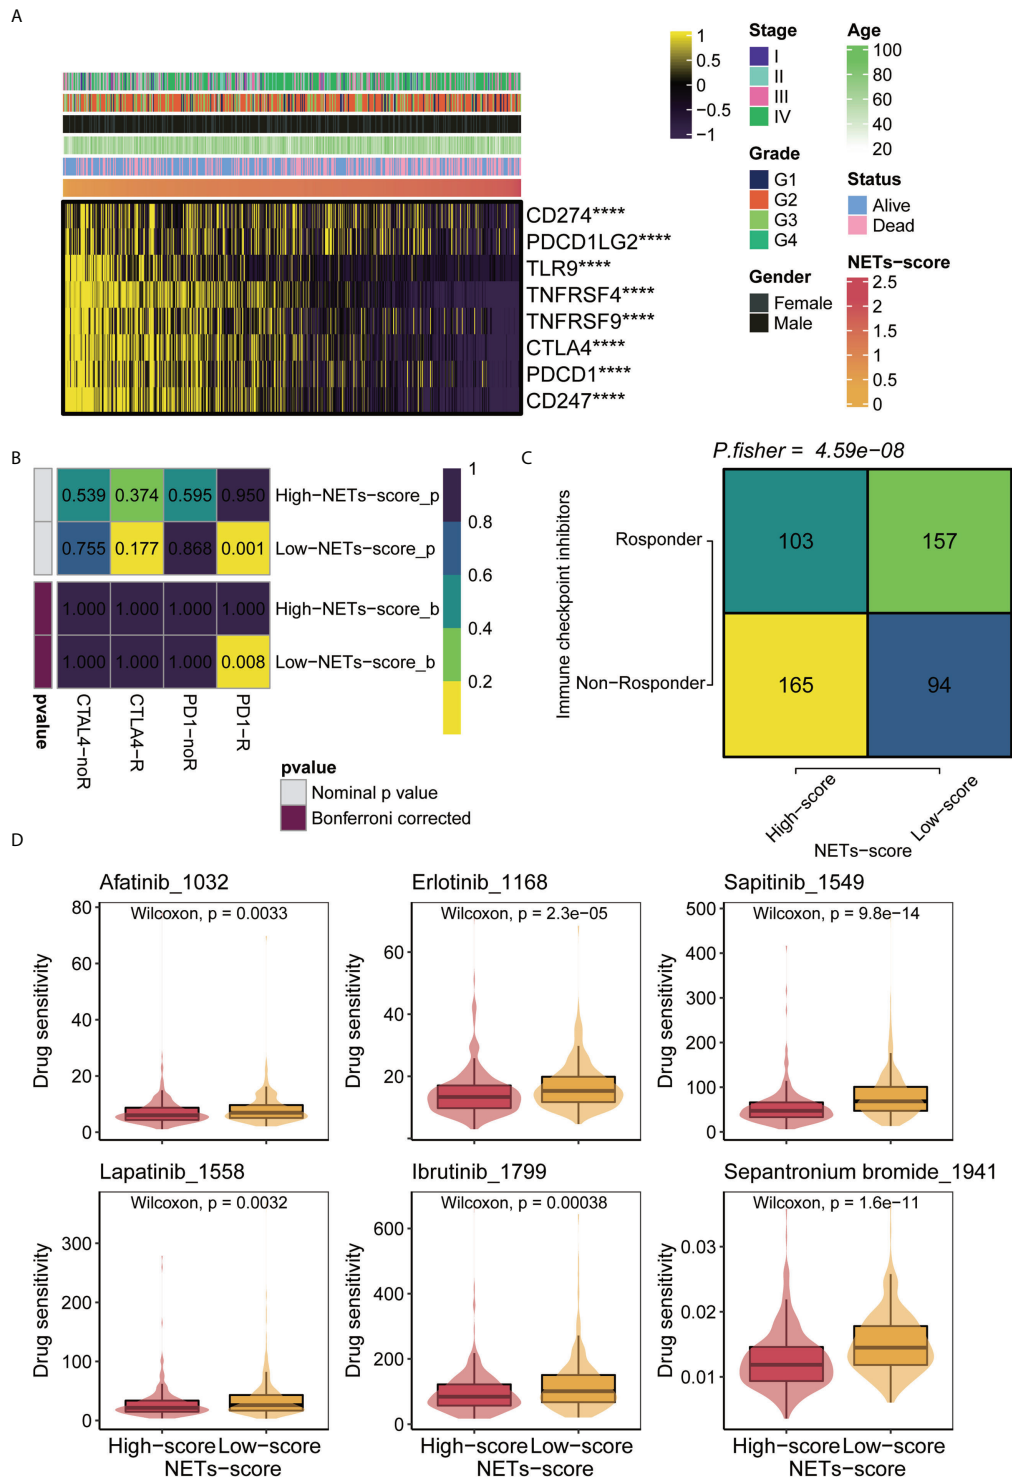 A
1
0.5
0
−0.5
−1
Stage
I
II
III
IV
Grade
G1
G2
G3
G4
Gender
Female
Male
Age
100
80
60
40
20
Status
Alive
Dead
NETs−score
2.5
2
1.5
1
0.5
0
CD274****
PDCD1LG2****
TLR9****
TNFRSF4****
TNFRSF9****
CTLA4****
PDCD1****
CD247****
B
0.539 0.374 0.595 0.950 High−NETs−score_p
0.755 0.177 0.868 0.001 Low−NETs−score_p
1.000 1.000 1.000 1.000 High−NETs−score_b
1.000 1.000 1.000 0.008 Low−NETs−score_b
pvalue
CTAL4−noR
CTLA4−R
PD1−noR
PD1−R
1
0.8
0.6
0.4
0.2
pvalue
Nominal p value
Bonferroni corrected
C
P.fisher = 4.59e−08
Immune checkpoint inhibitors
Rosponder
103 157
Non-Rosponder
165 94
High−score
Low−score
NETs−score
D
Afatinib_1032
Wilcoxon, p = 0.0033
Drug sensitivity
80
60
40
20
0
Erlotinib_1168
Wilcoxon, p = 2.3e−05
Drug sensitivity
60
40
20
Sapitinib_1549
Wilcoxon, p = 9.8e−14
Drug sensitivity
500
400
300
200
100
0
Lapatinib_1558
Wilcoxon, p = 0.0032
Drug sensitivity
300
200
100
0
High−score Low−score
NETs−score
Ibrutinib_1799
Wilcoxon, p = 0.00038
Drug sensitivity
600
400
200
0
High−score Low−score
NETs−score
Sepantronium bromide_1941
Wilcoxon, p = 1.6e−11
Drug sensitivity
0.03
0.02
0.01
High−score Low−score
NETs−score